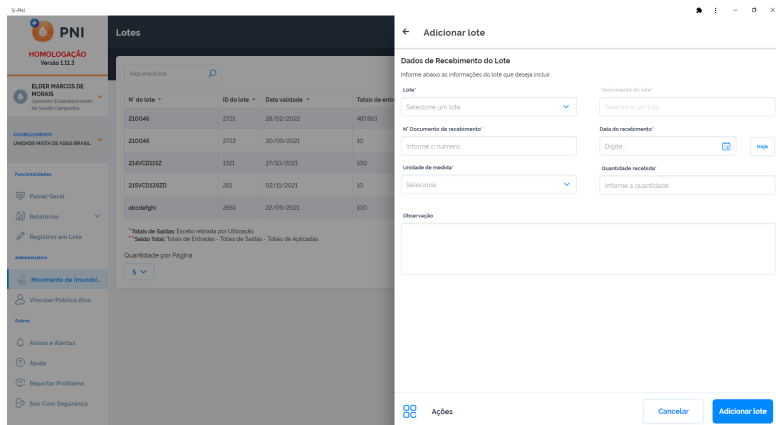 SI-PNI
PNI
HOMOLOGAÇÃO
Versão 1.11.3
ELDER MARCOS DE
MORAIS
Operador Estabelecimento
de Saúde Campanha
ESTABELECIMENTO
UNIDADE MISTA DE ASSIS BRASIL
Funcionalidades
Painel Geral
Relatórios
Registros em Lote
Administrativo
Movimento de Imunobi...
Vincular Público Alvo
Outros
Avisos e Alertas
Ajuda
Reportar Problema
Sair Com Segurança
Lotes
Faça uma busca
N° do lote ID do lote Data validade Totais de entr
210046 2721 28/02/2022 467863
210046 2722 30/09/2021 10
214VCD115Z 1321 27/10/2021 100
215VCD129ZD 261 02/11/2021 10
abcdefghi 2661 22/09/2021 100
*Totais de Saídas: Exceto retirada por Utilização
**Saldo Total: Totais de Entradas - Totais de Saídas - Totais de Aplicadas
Quantidade por Página
5
Adicionar lote
Dados de Recebimento do Lote
Informe abaixo as informações do lote que deseja incluir.
Lote* Vencimento do lote*
Selecione um lote Selecione um lote
N° Documento de recebimento* Data do recebimento*
Informe o número Digite... Hoje
Unidade de medida* Quantidade recebida*
Selecione Informe a quantidade
Observação
Ações Cancelar Adicionar lote